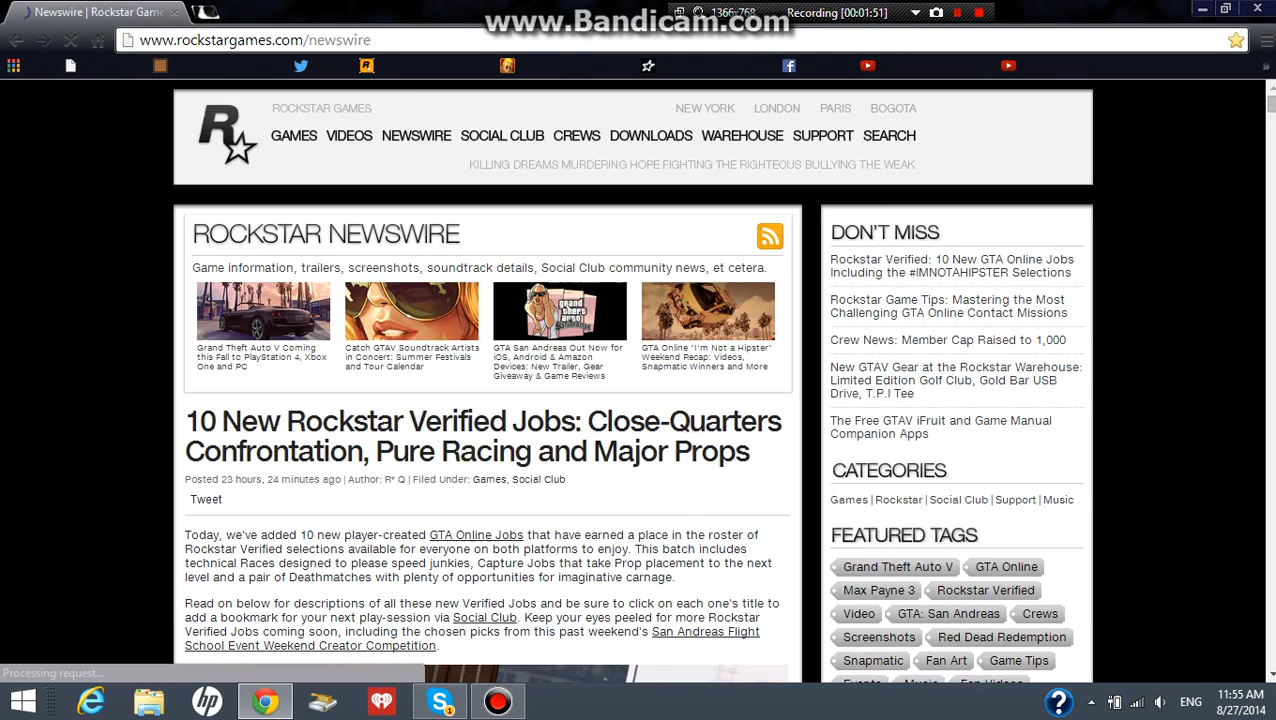 Newswire | Rockstar Game
www.Bandicam.com
1366x768
Recording [00:01:51]
www.rockstargames.com/newswire
R
ROCKSTAR GAMES
NEW YORK LONDON PARIS BOGOTA
GAMES VIDEOS NEWSWIRE SOCIAL CLUB CREWS DOWNLOADS WAREHOUSE SUPPORT SEARCH
KILLING DREAMS MURDERING HOPE FIGHTING THE RIGHTEOUS BULLYING THE WEAK
ROCKSTAR NEWSWIRE
Game information, trailers, screenshots, soundtrack details, Social Club community news, et cetera.
Grand Theft Auto V Coming
this Fall to PlayStation 4, Xbox
One and PC
Catch GTAV Soundtrack Artists
in Concert: Summer Festivals
and Tour Calendar
GTA San Andreas Out Now for
iOS, Android & Amazon
Devices: New Trailer, Gear
Giveaway & Game Reviews
GTA Online "I'm Not a Hipster"
Weekend Recap: Videos,
Snapmatic Winners and More
10 New Rockstar Verified Jobs: Close-Quarters
Confrontation, Pure Racing and Major Props
Posted 23 hours, 24 minutes ago | Author: R* Q | Filed Under: Games, Social Club
Tweet
Today, we've added 10 new player-created GTA Online Jobs that have earned a place in the roster of
Rockstar Verified selections available for everyone on both platforms to enjoy. This batch includes
technical Races designed to please speed junkies, Capture Jobs that take Prop placement to the next
level and a pair of Deathmatches with plenty of opportunities for imaginative carnage.
Read on below for descriptions of all these new Verified Jobs and be sure to click on each one's title to
add a bookmark for your next play-session via Social Club. Keep your eyes peeled for more Rockstar
Verified Jobs coming soon, including the chosen picks from this past weekend's San Andreas Flight
School Event Weekend Creator Competition.
DON'T MISS
Rockstar Verified: 10 New GTA Online Jobs
Including the #IMNOTAHIPSTER Selections
Rockstar Game Tips: Mastering the Most
Challenging GTA Online Contact Missions
Crew News: Member Cap Raised to 1,000
New GTAV Gear at the Rockstar Warehouse:
Limited Edition Golf Club, Gold Bar USB
Drive, T.P.I Tee
The Free GTAV iFruit and Game Manual
Companion Apps
CATEGORIES
Games | Rockstar | Social Club | Support | Music
FEATURED TAGS
Grand Theft Auto V GTA Online
Max Payne 3 Rockstar Verified
Video GTA: San Andreas Crews
Screenshots Red Dead Redemption
Snapmatic Fan Art Game Tips
Events Music Fan Videos
Processing request...
ENG
11:55 AM
8/27/2014